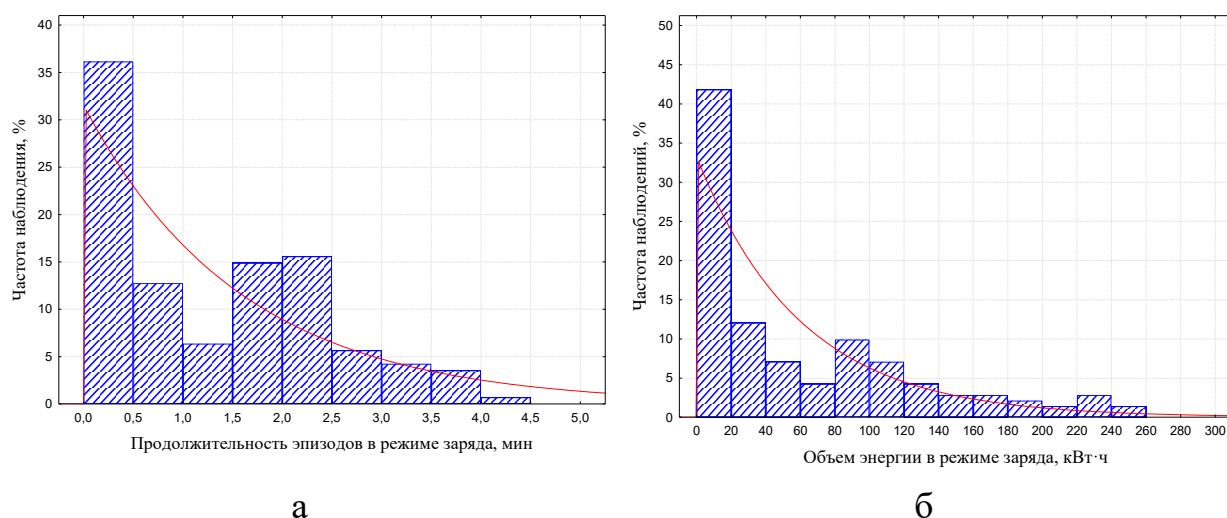 40
35
30
25
20
15
10
5
0
Частота наблюдения, %
0,0 0,5 1,0 1,5 2,0 2,5 3,0 3,5 4,0 4,5 5,0
Продолжительность эпизодов в режиме заряда, мин
а
50
45
40
35
30
25
20
15
10
5
0
Частота наблюдений, %
0 20 40 60 80 100 120 140 160 180 200 220 240 260 280 300
Объем энергии в режиме заряда, кВт·ч
б